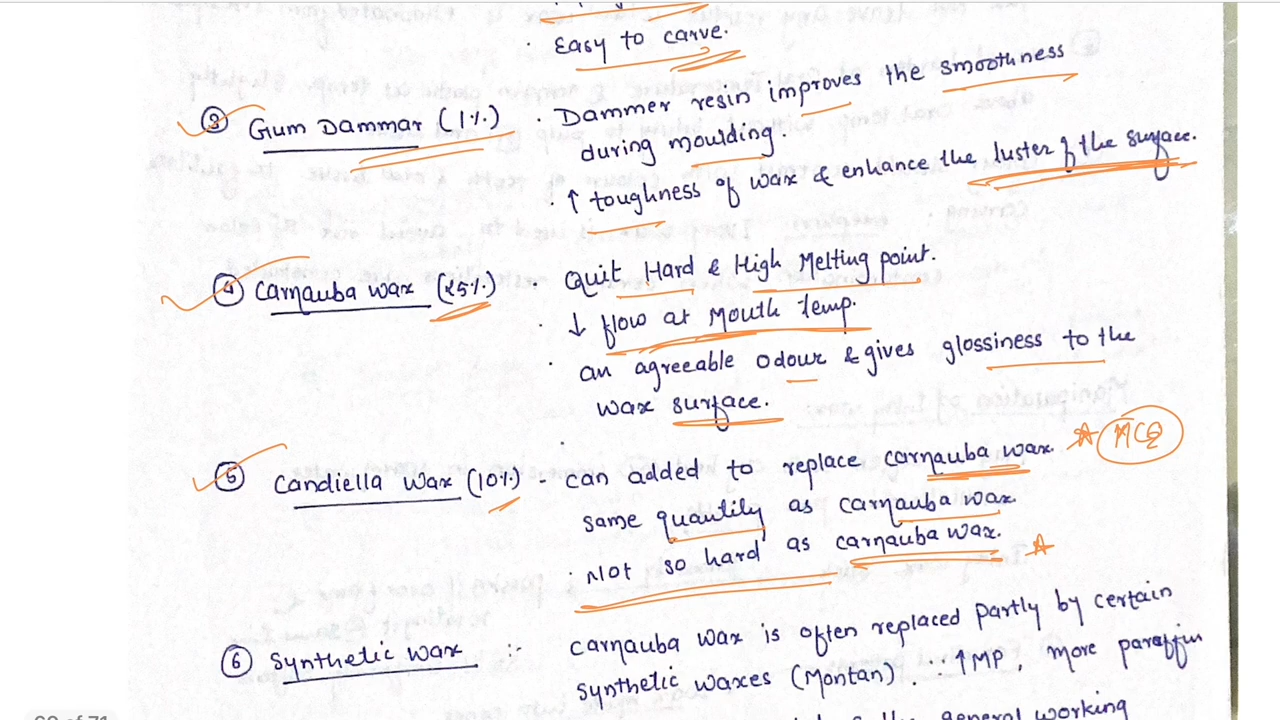 Easy to carve.
③ Gum Dammar (1%) · Dammer resin improves the smoothness
during moulding.
· ↑ toughness of wax & enhance the luster of the surface.
④ Carnauba wax (25%) · Quit Hard & High Melting point.
· ↓ flow at Mouth temp.
· an agreeable odour & gives glossiness to the
wax surface.
⑤ Candiella wax (10%) - can added to replace carnauba wax. ☆ MCQ
same quantily as carnauba wax.
· Not so hard as carnauba wax. ☆
⑥ Synthetic wax :- carnauba wax is often replaced partly by certain
synthetic waxes (Montan). ∵ ↑MP, more paraffin
general working